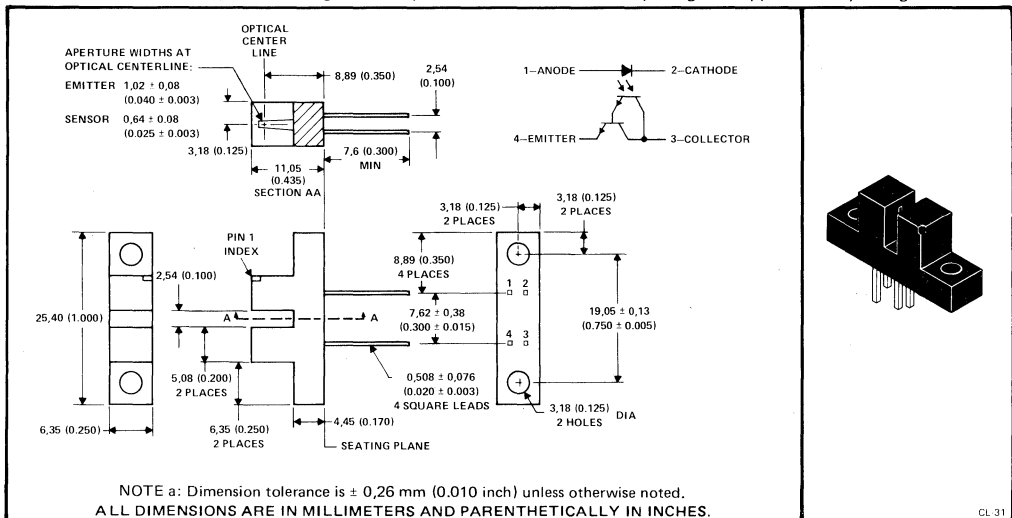 OPTICAL
CENTER
LINE
APERTURE WIDTHS AT
OPTICAL CENTERLINE:
EMITTER 1,02 ± 0,08
(0.040 ± 0.003)
SENSOR 0,64 ± 0.08
(0.025 ± 0.003)
8,89 (0.350)
2,54
(0.100)
3,18 (0.125)
7,6 (0.300)
MIN
11,05
(0.435)
SECTION AA
1–ANODE
2–CATHODE
4–EMITTER
3–COLLECTOR
PIN 1
INDEX
2,54 (0.100)
25,40 (1.000)
A
A
5,08 (0.200)
2 PLACES
6,35 (0.250)
6,35 (0.250)
2 PLACES
4,45 (0.170)
SEATING PLANE
3,18 (0.125)
2 PLACES
3,18 (0.125)
2 PLACES
8,89 (0.350)
4 PLACES
7,62 ± 0,38
(0.300 ± 0.015)
0,508 ± 0,076
(0.020 ± 0.003)
4 SQUARE LEADS
1 2
4 3
19,05 ± 0,13
(0.750 ± 0.005)
3,18 (0.125) DIA
2 HOLES
NOTE a: Dimension tolerance is ± 0,26 mm (0.010 inch) unless otherwise noted.
ALL DIMENSIONS ARE IN MILLIMETERS AND PARENTHETICALLY IN INCHES.
CL-31